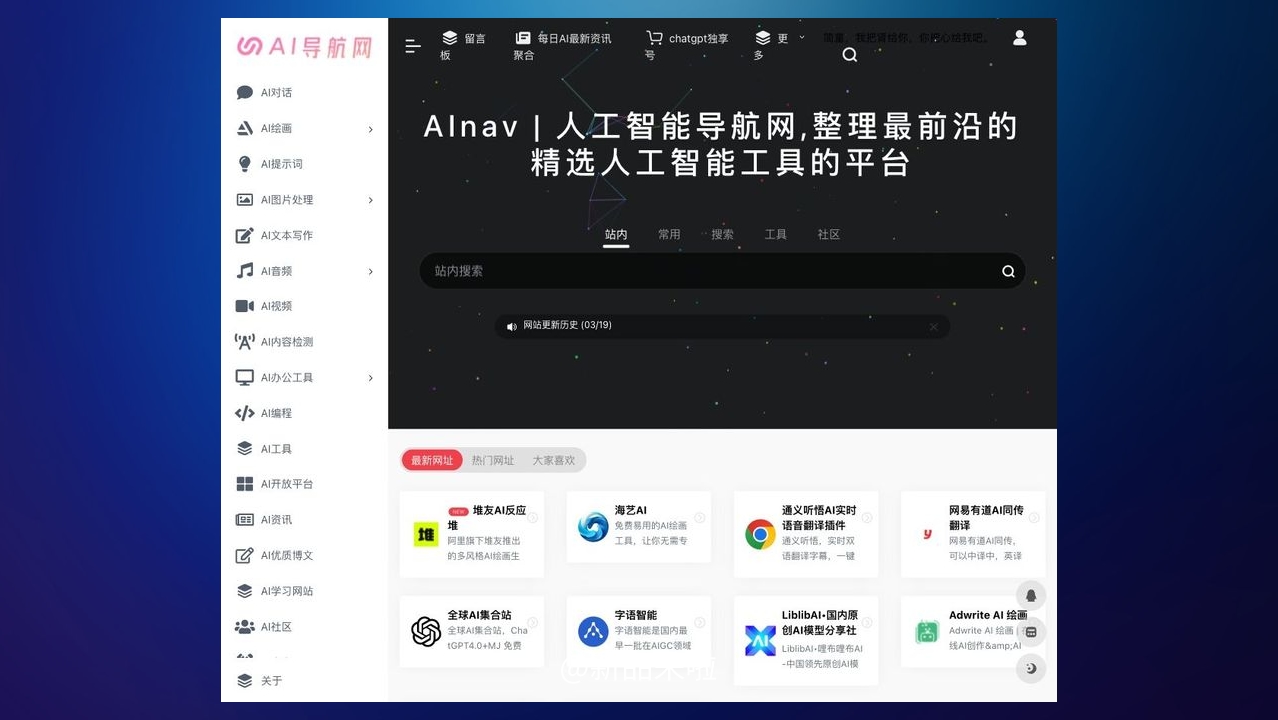 AI导航网
AI对话
AI绘画
AI提示词
AI图片处理
AI文本写作
AI音频
AI视频
AI内容检测
AI办公工具
AI编程
AI工具
AI开放平台
AI资讯
AI优质博文
AI学习网站
AI社区
关于
留言
板
每日AI最新资讯
聚合
chatgpt独享
号
更
多
简童，我把冥给你，你把心给我吧。
AInav | 人工智能导航网,整理最前沿的
精选人工智能工具的平台
站内 常用 搜索 工具 社区
站内搜索
网站更新历史 (03/19)
最新网址 热门网址 大家喜欢
NEW 堆友AI反应
堆
阿里旗下堆友推出
的多风格AI绘画生
堆
海艺AI
免费易用的AI绘画
工具，让你无需专
通义听悟AI实时
语音翻译插件
通义听悟，实时双
语翻译字幕，一键
网易有道AI同传
翻译
网易有道AI同传，
可以中译中，英译
y
全球AI集合站
全球AI集合站，Cha
tGPT4.0+MJ 免费
字语智能
字语智能是国内最
早一批在AIGC领域
LiblibAI·国内原
创AI模型分享社
LiblibAI-哩布哩布AI
-中国领先原创AI模
Adwrite AI 绘画
Adwrite AI 绘画 |
线AI创作&amp;AI
@新品来啦